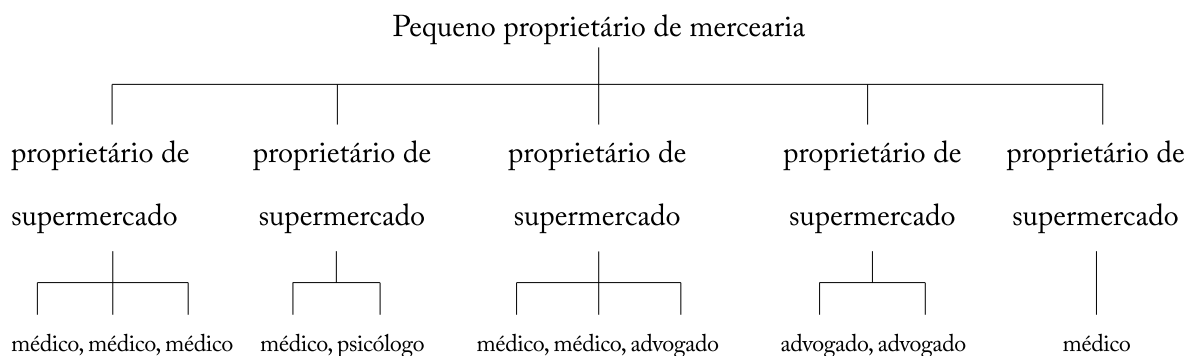 Pequeno proprietário de mercearia
proprietário de proprietário de proprietário de proprietário de proprietário de
supermercado supermercado supermercado supermercado supermercado
médico, médico, médico médico, psicólogo médico, médico, advogado advogado, advogado médico